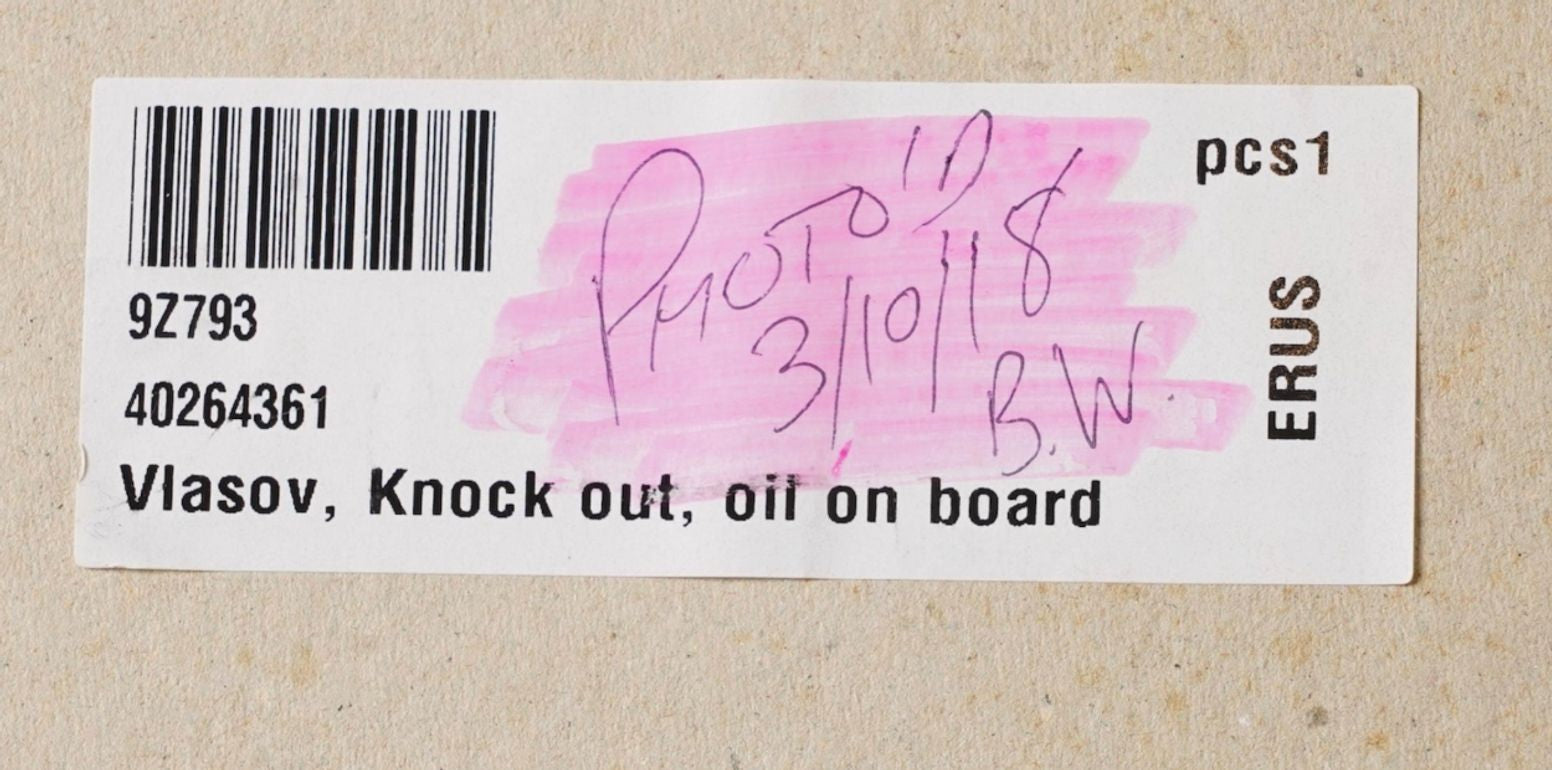 pcs1
PHOTO'D
3/10/18
B.W
9Z793
40264361
Vlasov, Knock out, oil on board
ERUS